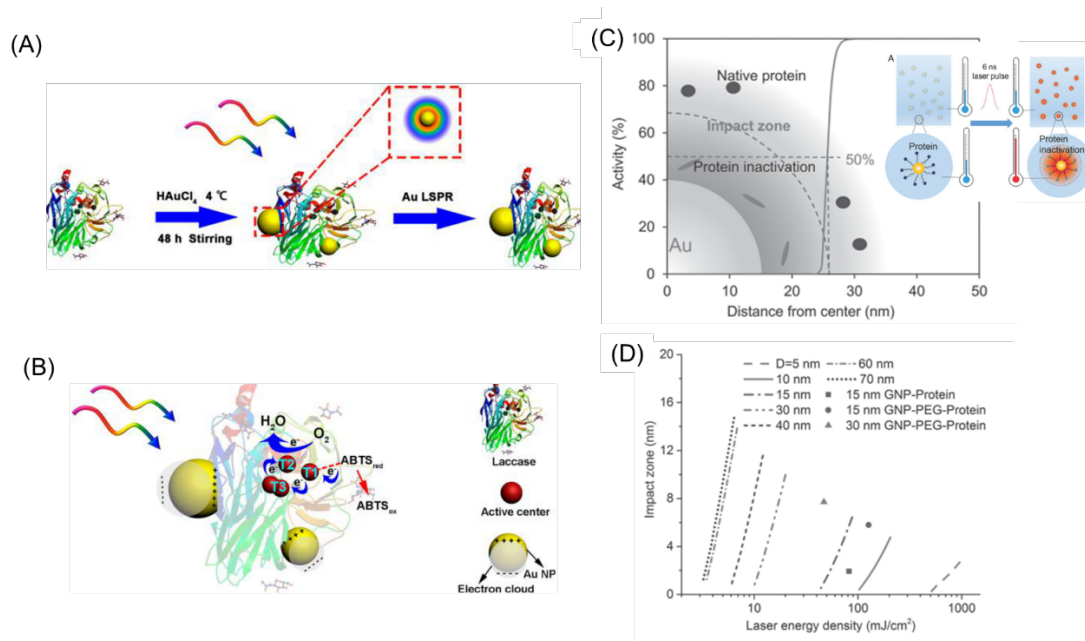 (A)
HAuCl₄ 4 ℃
48 h Stirring
Au LSPR
(B)
H₂O
O₂
e⁻
e⁻
e⁻
e⁻
T2
T1
T3
ABTS_red
ABTS_ox
Laccase
Active center
Au NP
Electron cloud
(C)
Activity (%)
100
80
60
40
20
0
Native protein
Impact zone
Protein inactivation
50%
Au
0 10 20 30 40 50
Distance from center (nm)
A
6 ns
laser pulse
Protein
Protein
inactivation
(D)
Impact zone (nm)
20
16
12
8
4
0
D=5 nm
10 nm
15 nm
30 nm
40 nm
60 nm
70 nm
15 nm GNP-Protein
15 nm GNP-PEG-Protein
30 nm GNP-PEG-Protein
10 100 1000
Laser energy density (mJ/cm²)